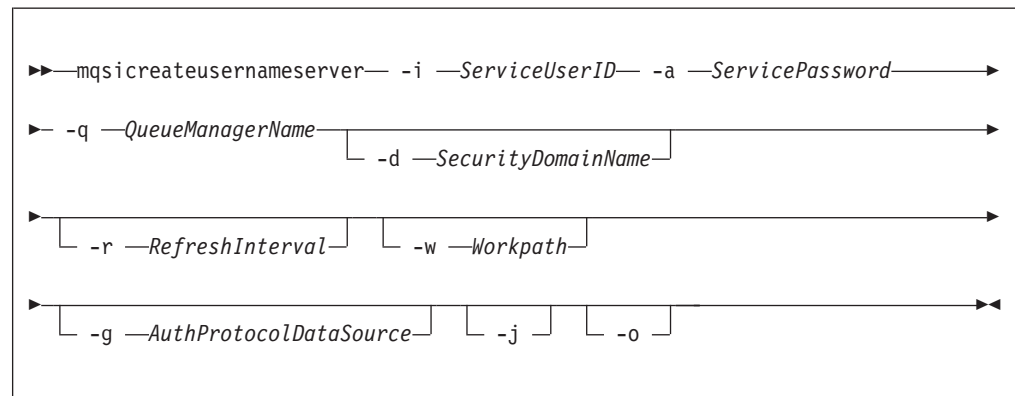 mqsicreateusernameserver -i ServiceUserID -a ServicePassword
-q QueueManagerName
-d SecurityDomainName
-r RefreshInterval -w Workpath
-g AuthProtocolDataSource -j -o